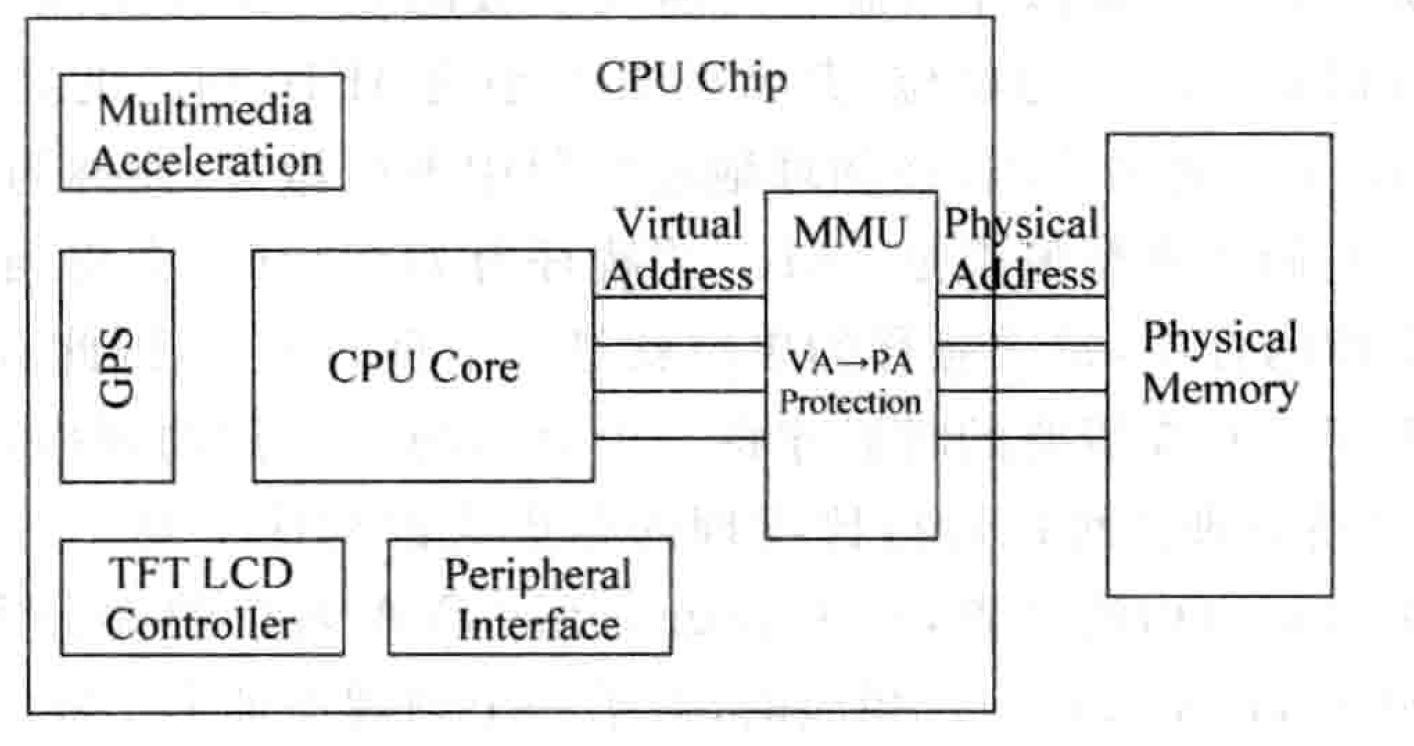 CPU Chip
Multimedia
Acceleration
Virtual
Address
MMU
Physical
Address
GPS
CPU Core
VA→PA
Protection
Physical
Memory
TFT LCD
Controller
Peripheral
Interface